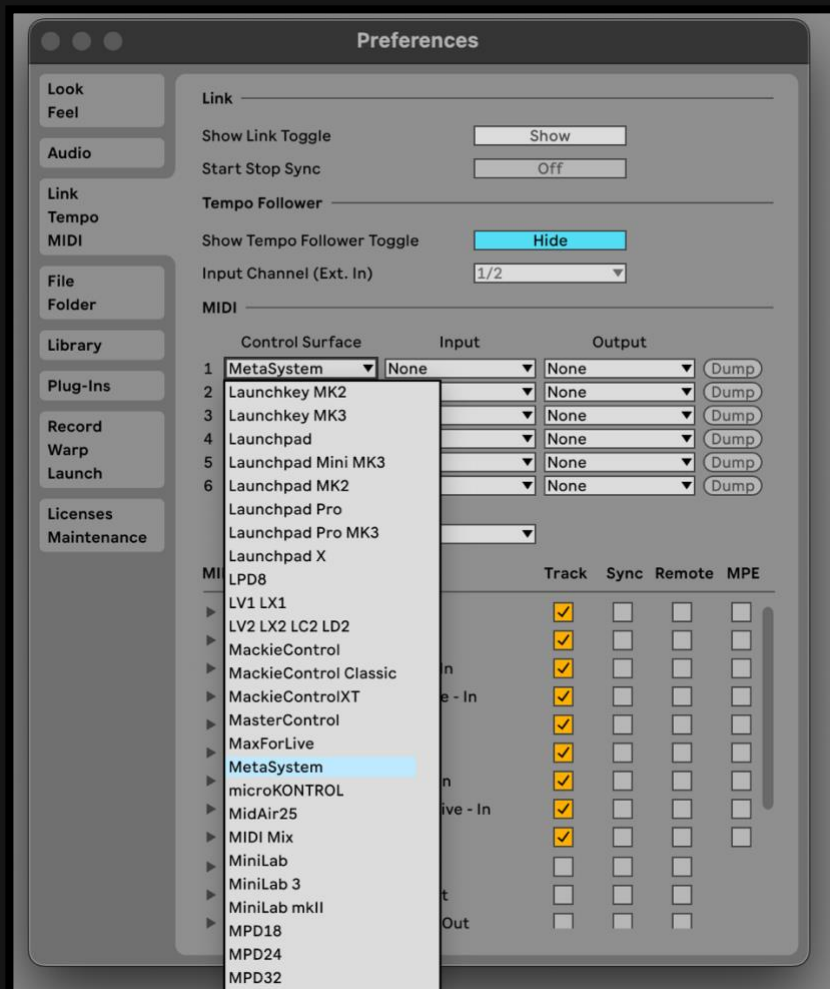 Preferences
Look
Feel
Audio
Link
Tempo
MIDI
File
Folder
Library
Plug-Ins
Record
Warp
Launch
Licenses
Maintenance
Link
Show Link Toggle Show
Start Stop Sync Off
Tempo Follower
Show Tempo Follower Toggle Hide
Input Channel (Ext. In) 1/2
MIDI
Control Surface Input Output
1 MetaSystem None None Dump
2 None Dump
3 None Dump
4 None Dump
5 None Dump
6 None Dump
Launchkey MK2
Launchkey MK3
Launchpad
Launchpad Mini MK3
Launchpad MK2
Launchpad Pro
Launchpad Pro MK3
Launchpad X
LPD8
LV1 LX1
LV2 LX2 LC2 LD2
MackieControl
MackieControl Classic
MackieControlXT
MasterControl
MaxForLive
MetaSystem
microKONTROL
MidAir25
MIDI Mix
MiniLab
MiniLab 3
MiniLab mkII
MPD18
MPD24
MPD32
Track Sync Remote MPE
In
e - In
ive - In
Out